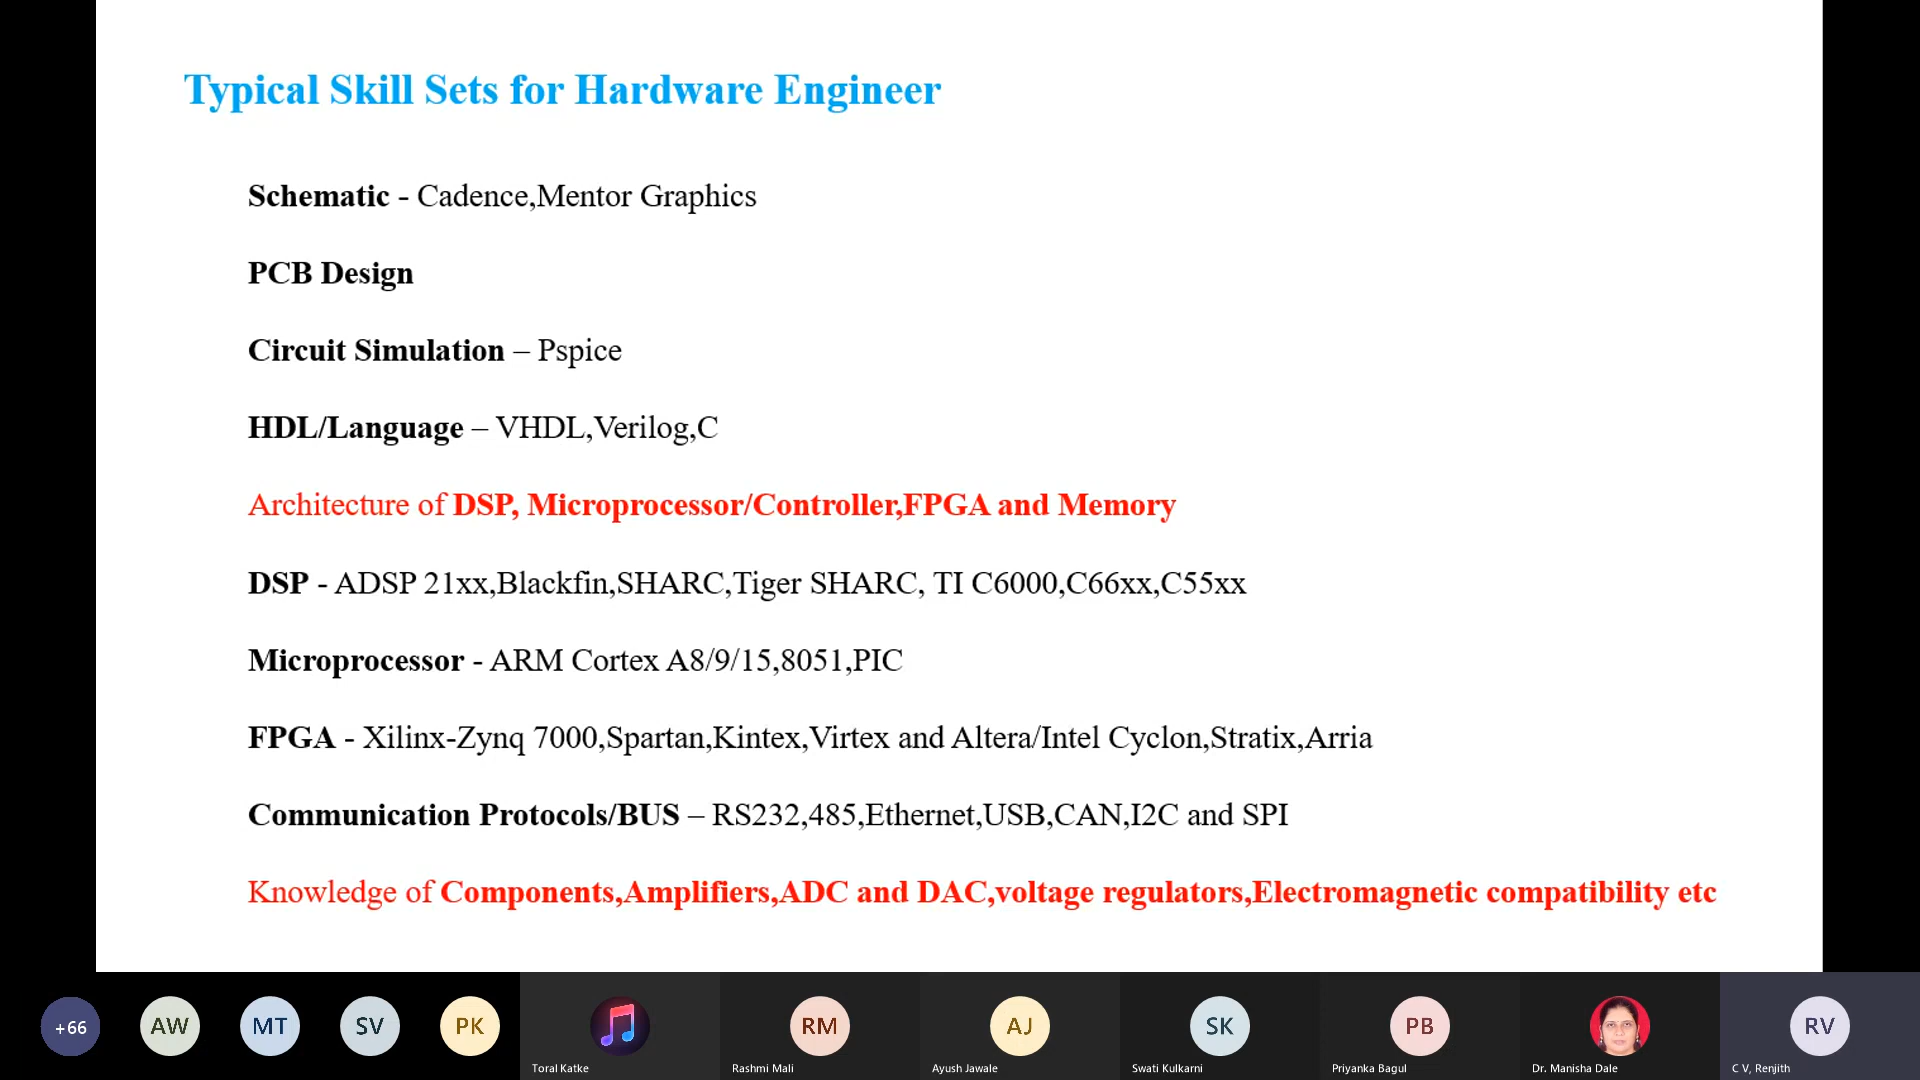 Typical Skill Sets for Hardware Engineer
Schematic - Cadence,Mentor Graphics
PCB Design
Circuit Simulation – Pspice
HDL/Language – VHDL,Verilog,C
Architecture of DSP, Microprocessor/Controller,FPGA and Memory
DSP - ADSP 21xx,Blackfin,SHARC,Tiger SHARC, TI C6000,C66xx,C55xx
Microprocessor - ARM Cortex A8/9/15,8051,PIC
FPGA - Xilinx-Zynq 7000,Spartan,Kintex,Virtex and Altera/Intel Cyclon,Stratix,Arria
Communication Protocols/BUS – RS232,485,Ethernet,USB,CAN,I2C and SPI
Knowledge of Components,Amplifiers,ADC and DAC,voltage regulators,Electromagnetic compatibility etc
+66 AW MT SV PK RM AJ SK PB RV
Toral Katke Rashmi Mali Ayush Jawale Swati Kulkarni Priyanka Bagul Dr. Manisha Dale C V, Renjith